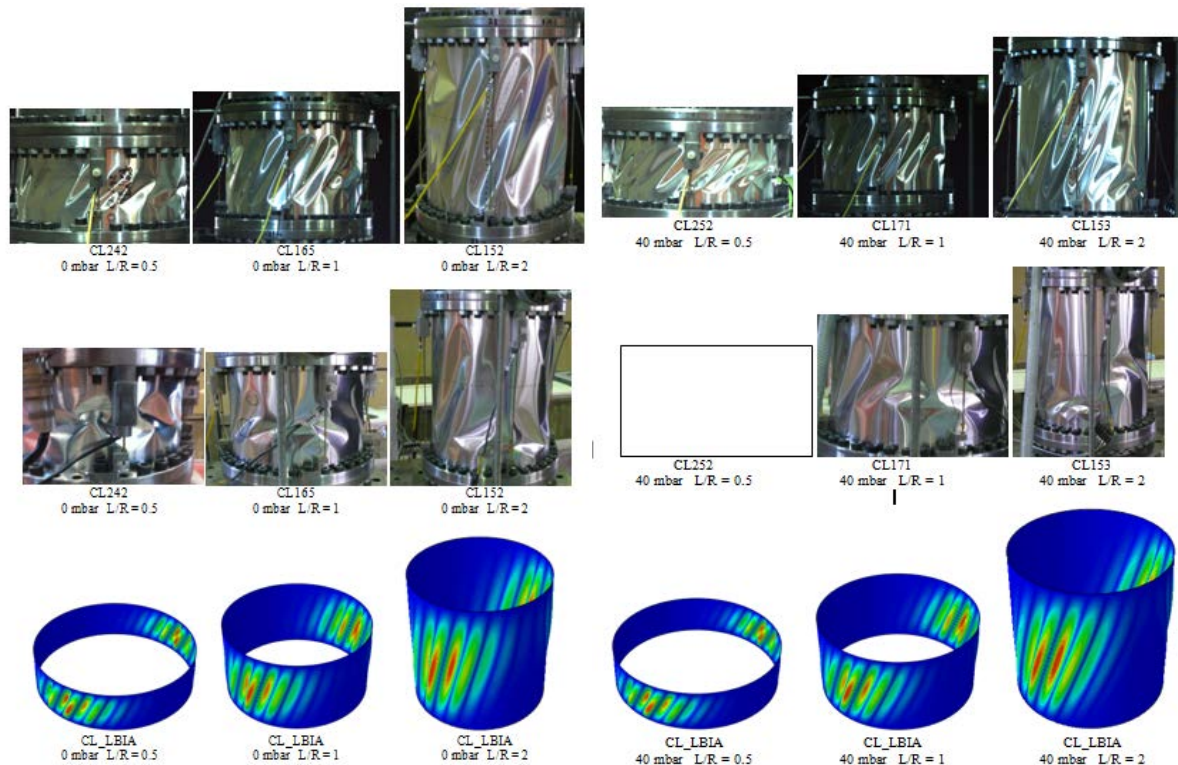 CL242
0 mbar L/R = 0.5
CL165
0 mbar L/R = 1
CL152
0 mbar L/R = 2
CL252
40 mbar L/R = 0.5
CL171
40 mbar L/R = 1
CL153
40 mbar L/R = 2
CL242
0 mbar L/R = 0.5
CL165
0 mbar L/R = 1
CL152
0 mbar L/R = 2
CL252
40 mbar L/R = 0.5
CL171
40 mbar L/R = 1
CL153
40 mbar L/R = 2
CL_LBIA
0 mbar L/R = 0.5
CL_LBIA
0 mbar L/R = 1
CL_LBIA
0 mbar L/R = 2
CL_LBIA
40 mbar L/R = 0.5
CL_LBIA
40 mbar L/R = 1
CL_LBIA
40 mbar L/R = 2